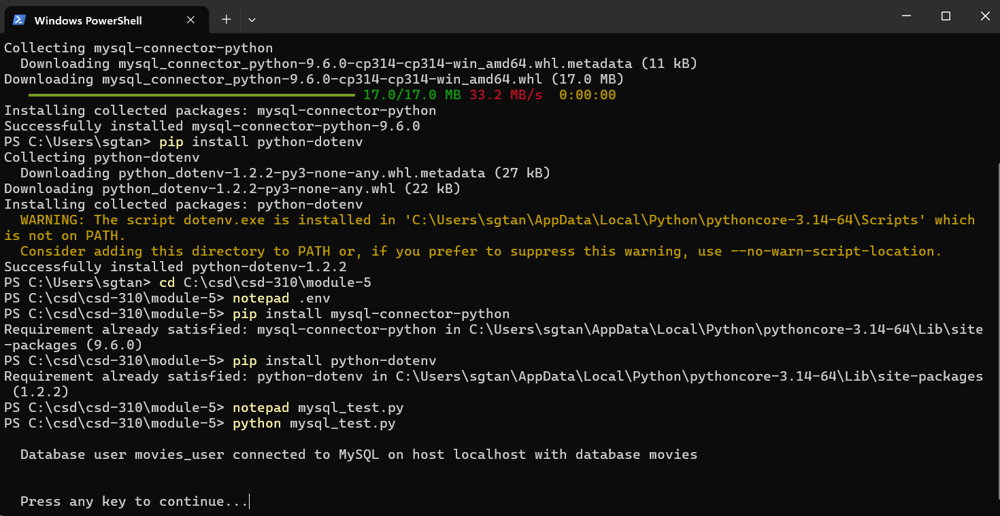 Windows PowerShell
Collecting mysql-connector-python
  Downloading mysql_connector_python-9.6.0-cp314-cp314-win_amd64.whl.metadata (11 kB)
Downloading mysql_connector_python-9.6.0-cp314-cp314-win_amd64.whl (17.0 MB)
17.0/17.0 MB 33.2 MB/s  0:00:00
Installing collected packages: mysql-connector-python
Successfully installed mysql-connector-python-9.6.0
PS C:\Users\sgtan> pip install python-dotenv
Collecting python-dotenv
  Downloading python_dotenv-1.2.2-py3-none-any.whl.metadata (27 kB)
Downloading python_dotenv-1.2.2-py3-none-any.whl (22 kB)
Installing collected packages: python-dotenv
  WARNING: The script dotenv.exe is installed in 'C:\Users\sgtan\AppData\Local\Python\pythoncore-3.14-64\Scripts' which
is not on PATH.
  Consider adding this directory to PATH or, if you prefer to suppress this warning, use --no-warn-script-location.
Successfully installed python-dotenv-1.2.2
PS C:\Users\sgtan> cd C:\csd\csd-310\module-5
PS C:\csd\csd-310\module-5> notepad .env
PS C:\csd\csd-310\module-5> pip install mysql-connector-python
Requirement already satisfied: mysql-connector-python in C:\Users\sgtan\AppData\Local\Python\pythoncore-3.14-64\Lib\site
-packages (9.6.0)
PS C:\csd\csd-310\module-5> pip install python-dotenv
Requirement already satisfied: python-dotenv in C:\Users\sgtan\AppData\Local\Python\pythoncore-3.14-64\Lib\site-packages
 (1.2.2)
PS C:\csd\csd-310\module-5> notepad mysql_test.py
PS C:\csd\csd-310\module-5> python mysql_test.py
  Database user movies_user connected to MySQL on host localhost with database movies
  Press any key to continue...